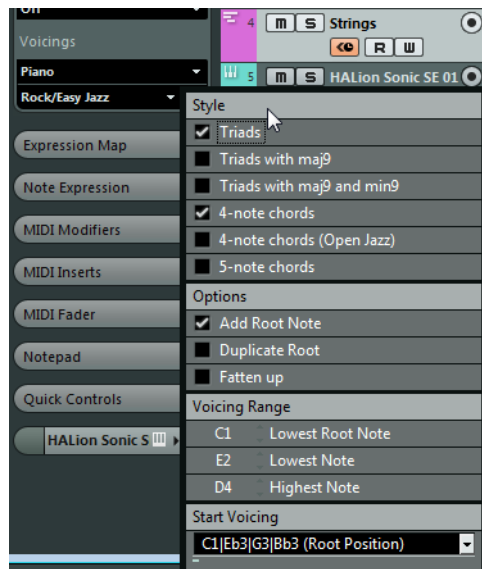 Voicings
Piano
Rock/Easy Jazz
Expression Map
Note Expression
MIDI Modifiers
MIDI Inserts
MIDI Fader
Notepad
Quick Controls
HALion Sonic S
4 m S Strings
R W
5 m S HALion Sonic SE 01
Style
Triads
Triads with maj9
Triads with maj9 and min9
4-note chords
4-note chords (Open Jazz)
5-note chords
Options
Add Root Note
Duplicate Root
Fatten up
Voicing Range
C1 Lowest Root Note
E2 Lowest Note
D4 Highest Note
Start Voicing
C1|Eb3|G3|Bb3 (Root Position)